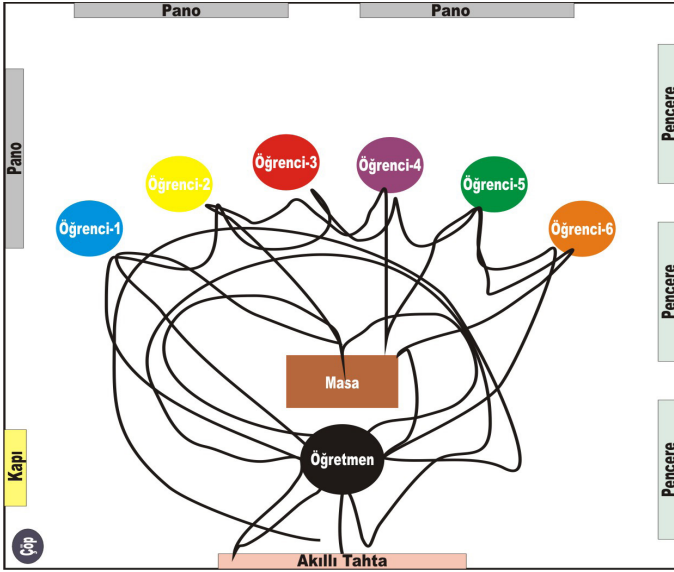 Pano
Pano
Pano
Pencere
Öğrenci-1
Öğrenci-2
Öğrenci-3
Öğrenci-4
Öğrenci-5
Öğrenci-6
Pencere
Masa
Öğretmen
Kapı
Pencere
Çöp
Akıllı Tahta